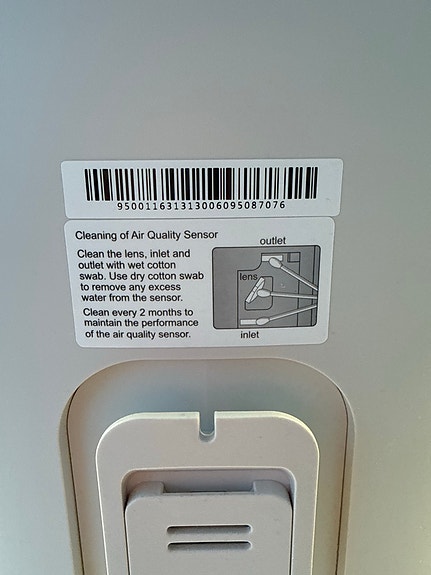 9500116313130060950​87076
Cleaning of Air Quality Sensor
Clean the lens, inlet and
outlet with wet cotton
swab. Use dry cotton swab
to remove any excess
water from the sensor.
Clean every 2 months to
maintain the performance
of the air quality sensor.
outlet
lens
inlet